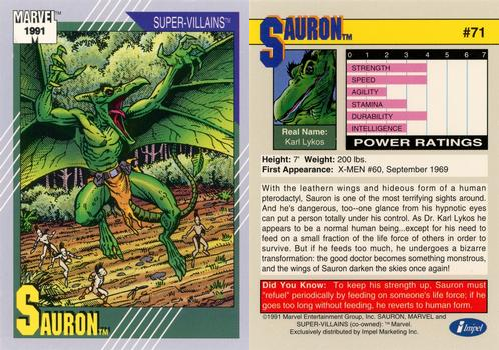 MARVEL
1991
SUPER-VILLAINS™
SAURON™
SAURON™
#71
0 1 2 3 4 5 6 7
STRENGTH
SPEED
AGILITY
STAMINA
DURABILITY
INTELLIGENCE
POWER RATINGS
Real Name:
Karl Lykos
Height: 7' Weight: 200 lbs.
First Appearance: X-MEN #60, September 1969
With the leathern wings and hideous form of a human
pterodactyl, Sauron is one of the most terrifying sights around.
And he's dangerous, too--one glance from his hypnotic eyes
can put a person totally under his control. As Dr. Karl Lykos he
appears to be a normal human being...except for his need to
feed on a small fraction of the life force of others in order to
survive. But if he feeds too much, he undergoes a bizarre
transformation: the good doctor becomes something monstrous,
and the wings of Sauron darken the skies once again!
Did You Know: To keep his strength up, Sauron must
"refuel" periodically by feeding on someone's life force; if he
goes too long without feeding, he reverts to human form.
©1991 Marvel Entertainment Group, Inc. SAURON, MARVEL and
SUPER-VILLAINS (co-owned): ™ Marvel.
Exclusively distributed by Impel Marketing Inc.
Impel